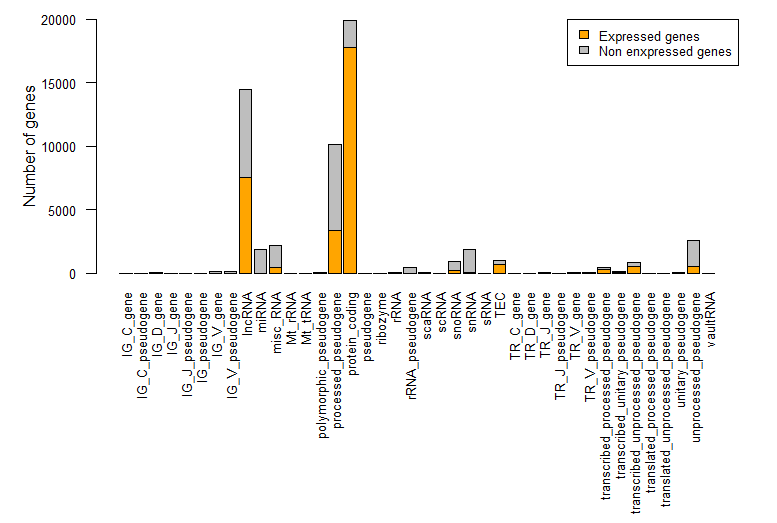 20000
15000
10000
5000
0
Number of genes
Expressed genes
Non enxpressed genes
IG_C_gene
IG_C_pseudogene
IG_D_gene
IG_J_gene
IG_J_pseudogene
IG_pseudogene
IG_V_gene
IG_V_pseudogene
lncRNA
miRNA
misc_RNA
Mt_rRNA
Mt_tRNA
polymorphic_pseudogene
processed_pseudogene
protein_coding
pseudogene
ribozyme
rRNA
rRNA_pseudogene
scaRNA
scRNA
snoRNA
snRNA
sRNA
TEC
TR_C_gene
TR_D_gene
TR_J_gene
TR_J_pseudogene
TR_V_gene
TR_V_pseudogene
transcribed_processed_pseudogene
transcribed_unitary_pseudogene
transcribed_unprocessed_pseudogene
translated_processed_pseudogene
translated_unprocessed_pseudogene
unitary_pseudogene
unprocessed_pseudogene
vaultRNA